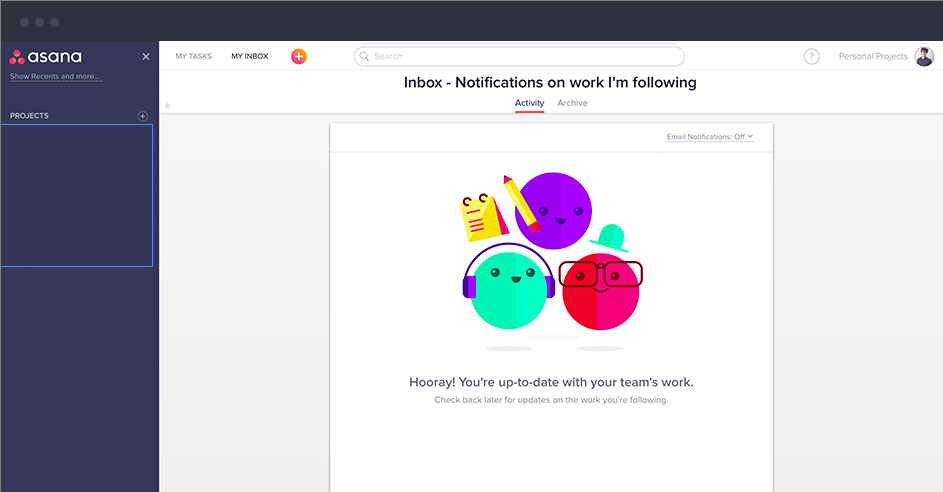 asana
Show Recents and more...
PROJECTS
MY TASKS
MY INBOX
Search
?
Personal Projects
Inbox - Notifications on work I'm following
Activity
Archive
Email Notifications: Off
Hooray! You're up-to-date with your team's work.
Check back later for updates on the work you're following.